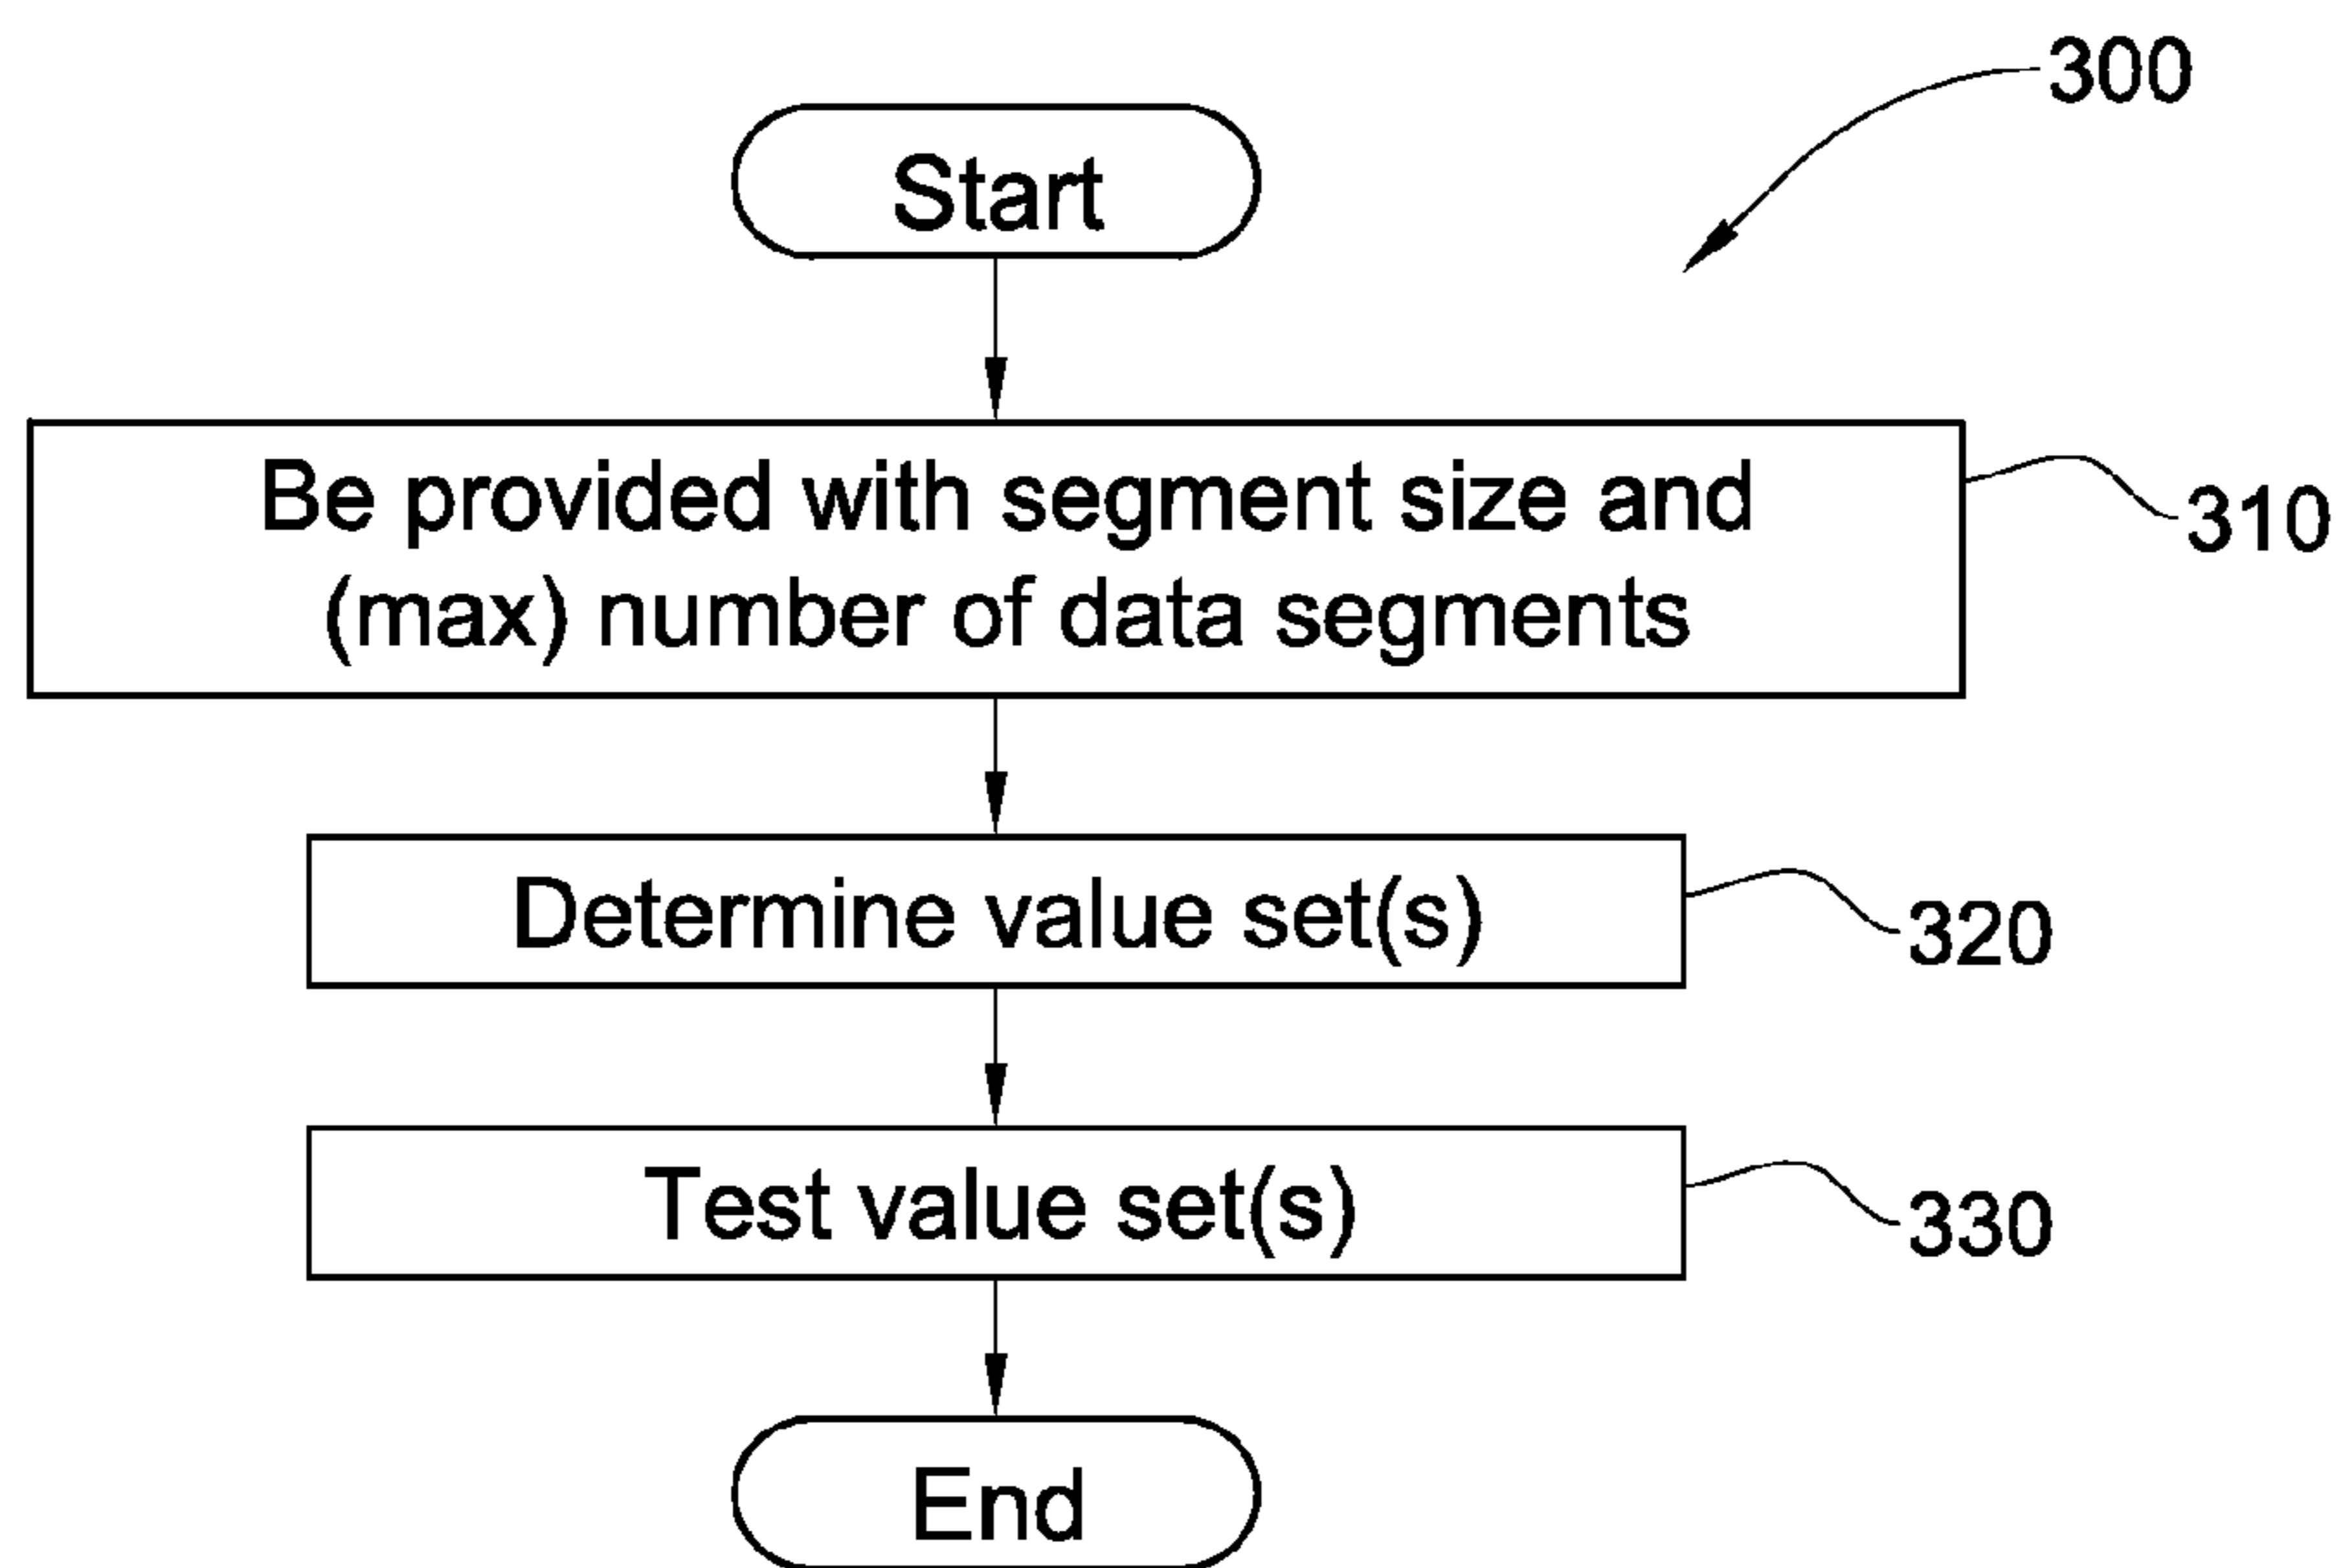 300
Start
Be provided with segment size and
(max) number of data segments
310
Determine value set(s)
320
Test value set(s)
330
End